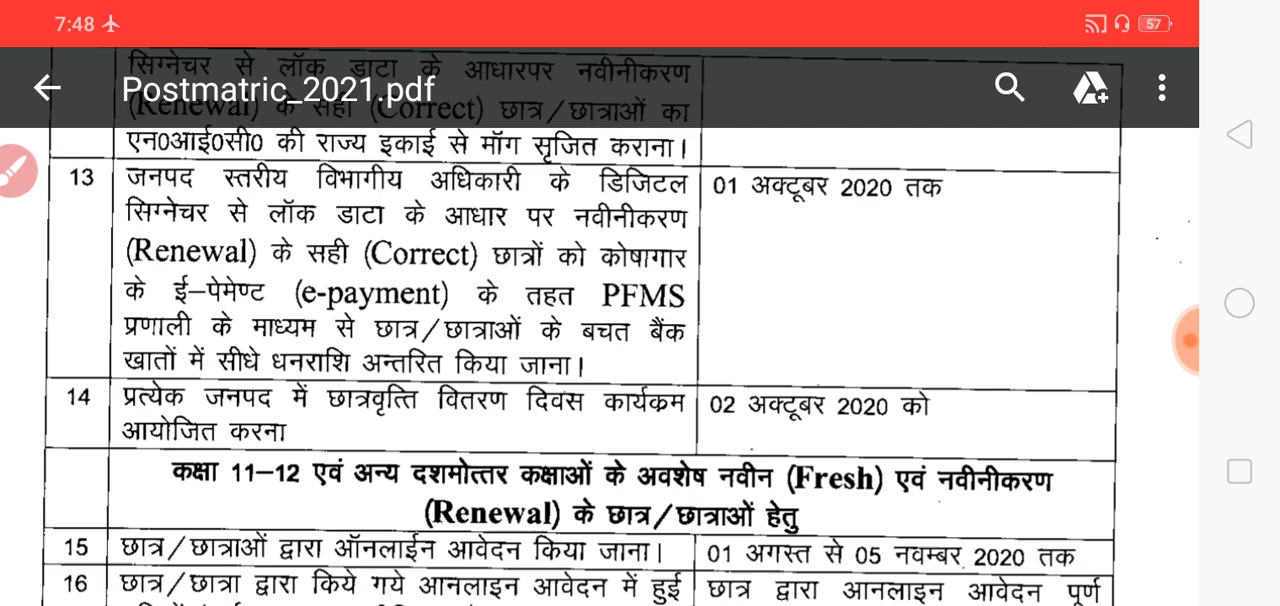 7:48
57
Postmatric_2021.pdf
सिग्नेचर से लॉक डाटा के आधारपर नवीनीकरण
(Renewal) के सही (Correct) छात्र/छात्राओं का
एन0आई0सी0 की राज्य इकाई से मॉग सृजित कराना।
13 जनपद स्तरीय विभागीय अधिकारी के डिजिटल 01 अक्टूबर 2020 तक
सिग्नेचर से लॉक डाटा के आधार पर नवीनीकरण
(Renewal) के सही (Correct) छात्रों को कोषागार
के ई–पेमेण्ट (e-payment) के तहत PFMS
प्रणाली के माध्यम से छात्र/छात्राओं के बचत बैंक
खातों में सीधे धनराशि अन्तरित किया जाना।
14 प्रत्येक जनपद में छात्रवृत्ति वितरण दिवस कार्यकम 02 अक्टूबर 2020 को
आयोजित करना
कक्षा 11–12 एवं अन्य दशमोत्तर कक्षाओं के अवशेष नवीन (Fresh) एवं नवीनीकरण
(Renewal) के छात्र/छात्राओं हेतु
15 छात्र/छात्राओं द्वारा ऑनलाईन आवेदन किया जाना। 01 अगस्त से 05 नवम्बर 2020 तक
16 छात्र/छात्रा द्वारा किये गये आनलाइन आवेदन में हुई छात्र द्वारा आनलाइन आवेदन पूर्ण